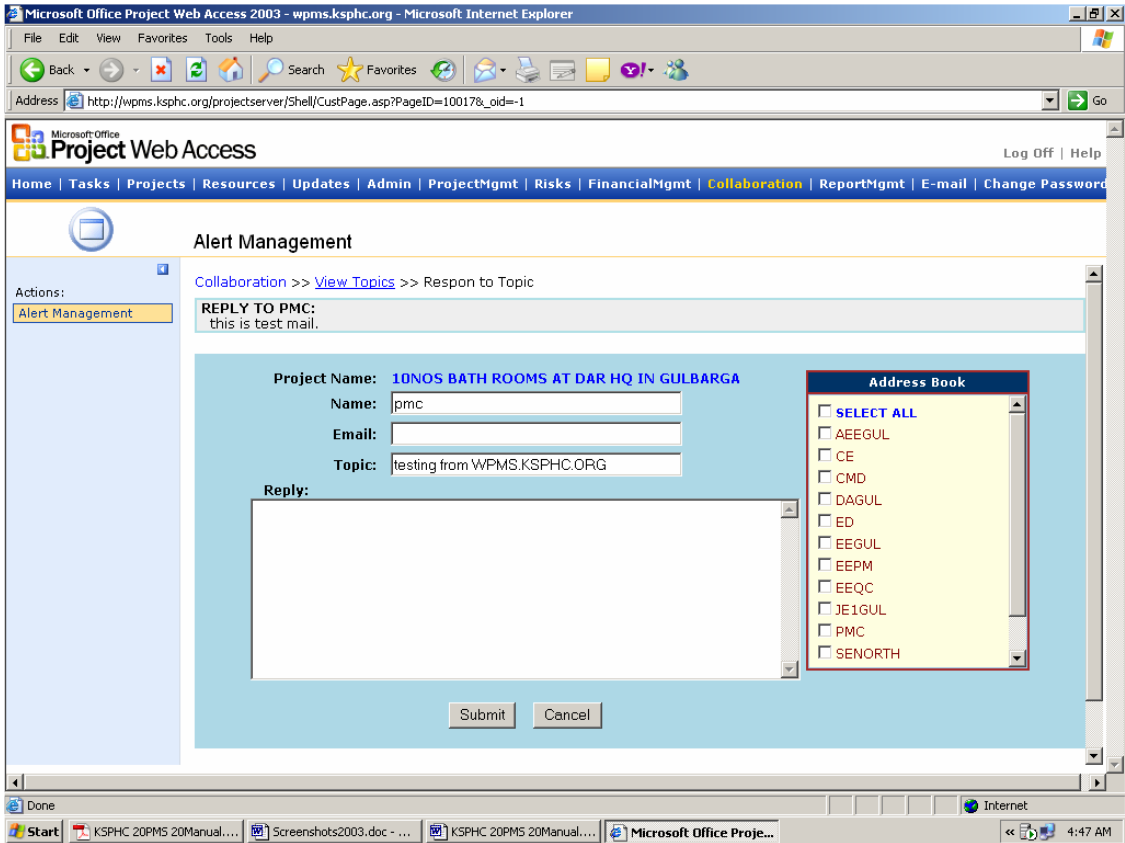 Microsoft Office Project Web Access 2003 - wpms.ksphc.org - Microsoft Internet Explorer
File Edit View Favorites Tools Help
Back Search Favorites
Address http://wpms.ksphc.org/projectserver/Shell/CustPage.asp?PageID=10017&_oid=-1 Go
Microsoft Office
Project Web Access
Log Off | Help
Home | Tasks | Projects | Resources | Updates | Admin | ProjectMgmt | Risks | FinancialMgmt | Collaboration | ReportMgmt | E-mail | Change Password
Alert Management
Actions:
Alert Management
Collaboration >> View Topics >> Respon to Topic
REPLY TO PMC:
this is test mail.
Project Name: 10NOS BATH ROOMS AT DAR HQ IN GULBARGA
Name: pmc
Email:
Topic: testing from WPMS.KSPHC.ORG
Reply:
Submit Cancel
Address Book
SELECT ALL
AEEGUL
CE
CMD
DAGUL
ED
EEGUL
EEPM
EEQC
JE1GUL
PMC
SENORTH
Done Internet
Start KSPHC 20PMS 20Manual.... Screenshots2003.doc - ... KSPHC 20PMS 20Manual.... Microsoft Office Proje... « 4:47 AM